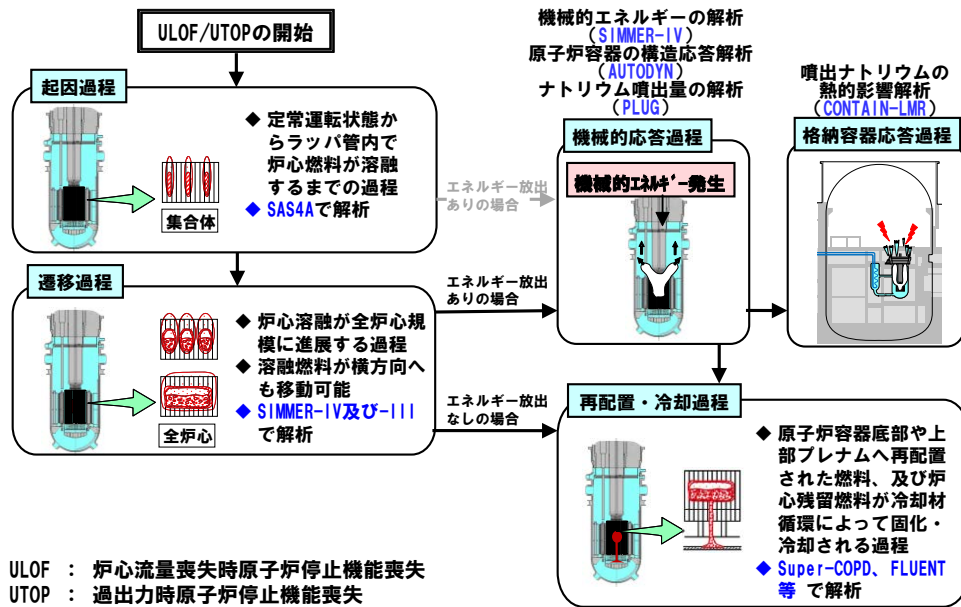 ULOF/UTOPの開始
起因過程
◆ 定常運転状態か
らラッパ管内で
炉心燃料が溶融
するまでの過程
◆ SAS4Aで解析
集合体
エネルギー放出
ありの場合
遷移過程
◆ 炉心溶融が全炉心規
模に進展する過程
◆ 溶融燃料が横方向へ
も移動可能
◆ SIMMER-IV及び-III
で解析
全炉心
エネルギー放出
ありの場合
エネルギー放出
なしの場合
機械的エネルギーの解析
(SIMMER-IV)
原子炉容器の構造応答解析
(AUTODYN)
ナトリウム噴出量の解析
(PLUG)
機械的応答過程
機械的エネルギー発生
噴出ナトリウムの
熱的影響解析
(CONTAIN-LMR)
格納容器応答過程
再配置・冷却過程
◆ 原子炉容器底部や上
部プレナムへ再配置
された燃料、及び炉
心残留燃料が冷却材
循環によって固化・
冷却される過程
◆ Super-COPD、FLUENT
等 で解析
ULOF : 炉心流量喪失時原子炉停止機能喪失
UTOP : 過出力時原子炉停止機能喪失